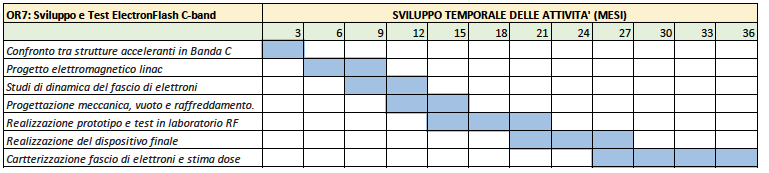 OR7: Sviluppo e Test ElectronFlash C-band SVILUPPO TEMPORALE DELLE ATTIVITA' (MESI)
3 6 9 12 15 18 21 24 27 30 33 36
Confronto tra strutture acceleranti in Banda C
Progetto elettromagnetico linac
Studi di dinamica del fascio di elettroni
Progettazione meccanica, vuoto e raffreddamento.
Realizzazione prototipo e test in laboratorio RF
Realizzazione del dispositivo finale
Cartterizzazione fascio di elettroni e stima dose